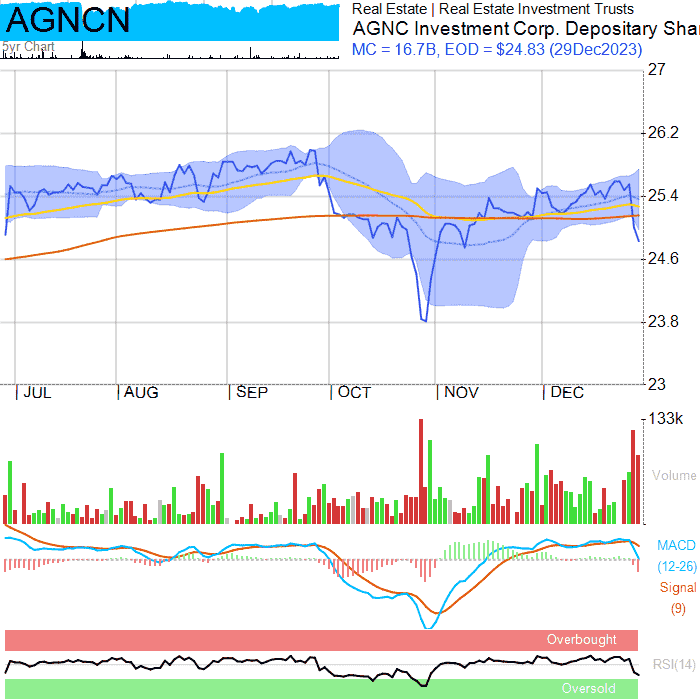 AGNCN
5yr Chart
Real Estate | Real Estate Investment Trusts
AGNC Investment Corp. Depositary Shar
MC = 16.7B, EOD = $24.83 (29Dec2023)
27
26.2
25.4
24.6
23.8
23
| JUL | AUG | SEP | OCT | NOV | DEC
133k
Volume
MACD
(12-26)
Signal
(9)
Overbought
RSI(14)
Oversold